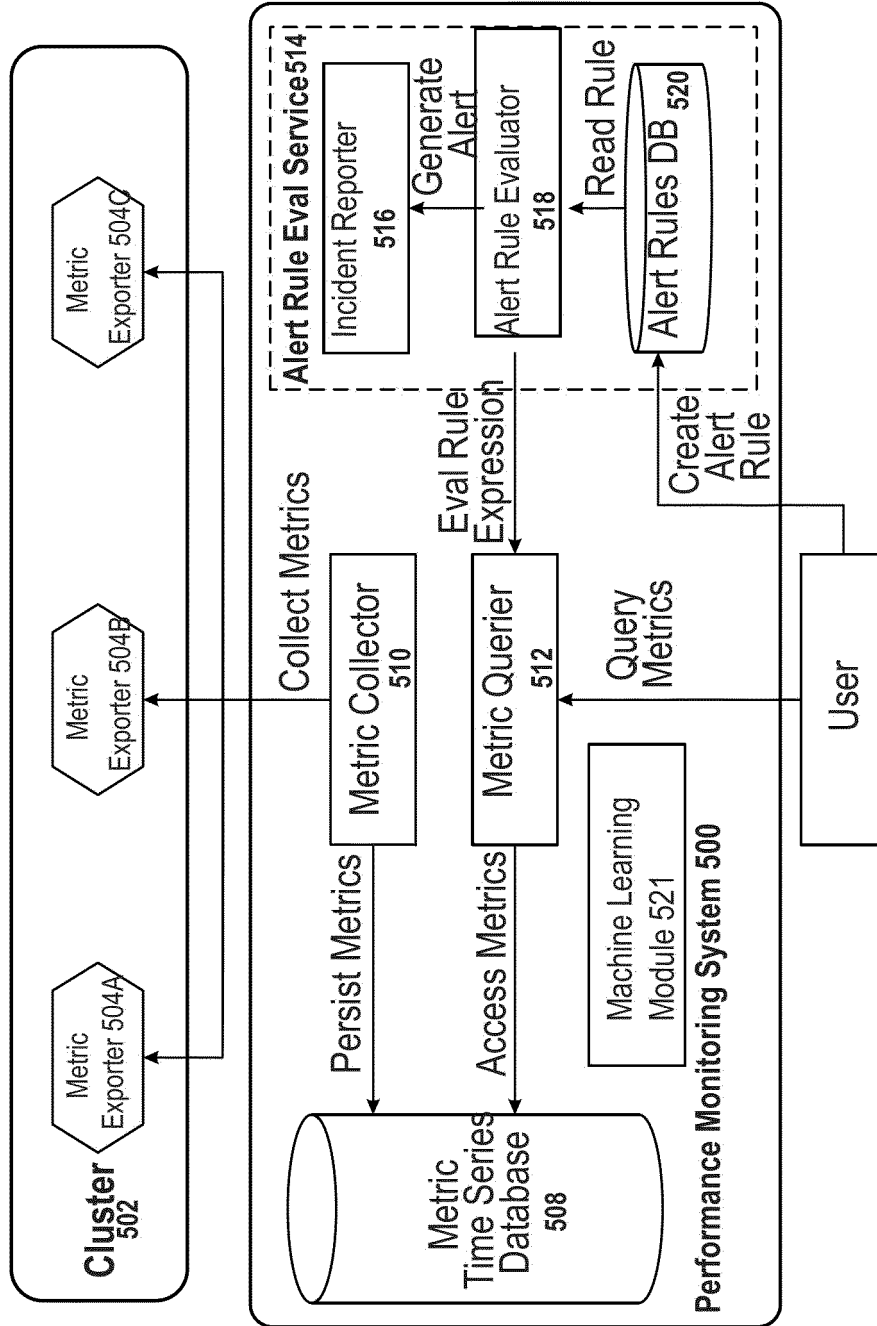 Cluster
502
Metric
Exporter 504A
Metric
Exporter 504B
Metric
Exporter 504C
Collect Metrics
Metric
Time Series
Database
508
Persist Metrics
Metric Collector
510
Access Metrics
Metric Querier
512
Eval Rule
Expression
Alert Rule Eval Service514
Incident Reporter
516
Generate
Alert
Alert Rule Evaluator
518
Read Rule
Alert Rules DB
520
Machine Learning
Module 521
Query
Metrics
Create
Alert
Rule
Performance Monitoring System 500
User